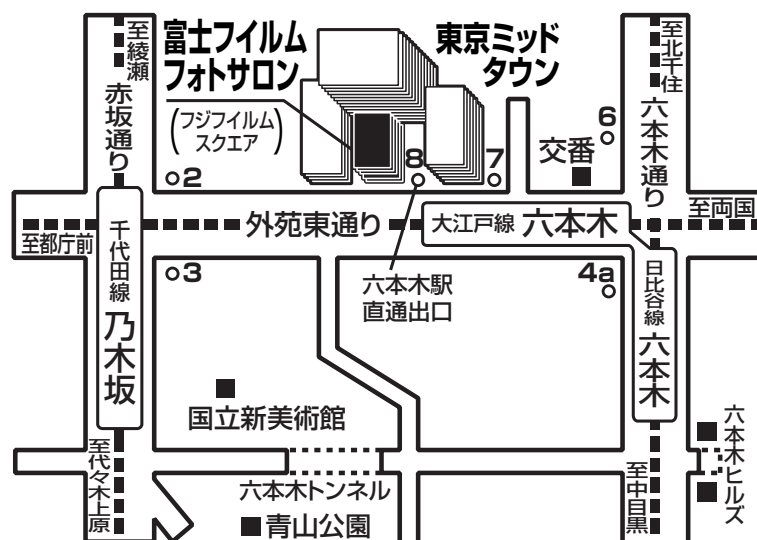 至綾瀬
赤坂通り
富士フイルム
フォトサロン
(フジフイルム
スクエア)
東京ミッド
タウン
至北千住
六本木通り
6
交番
2
8
7
至都庁前
外苑東通り
大江戸線 六本木
至両国
千代田線 乃木坂
3
六本木駅
直通出口
4a
日比谷線 六本木
国立新美術館
六本木ヒルズ
至代々木上原
六本木トンネル
至中目黒
青山公園